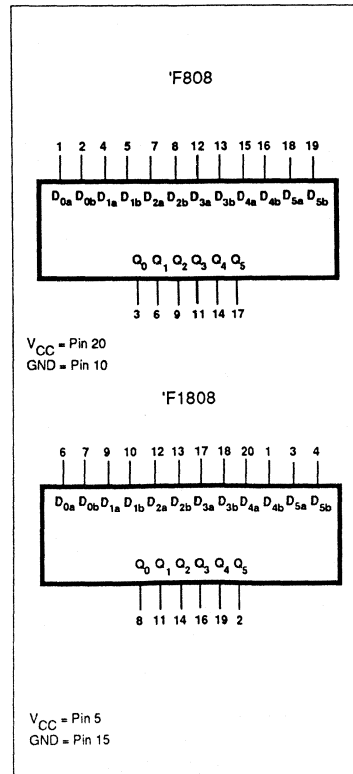 'F808
1 2 4 5 7 8 12 13 15 16 18 19
D0a D0b D1a D1b D2a D2b D3a D3b D4a D4b D5a D5b
Q0 Q1 Q2 Q3 Q4 Q5
3 6 9 11 14 17
VCC = Pin 20
GND = Pin 10
'F1808
6 7 9 10 12 13 17 18 20 1 3 4
D0a D0b D1a D1b D2a D2b D3a D3b D4a D4b D5a D5b
Q0 Q1 Q2 Q3 Q4 Q5
8 11 14 16 19 2
VCC = Pin 5
GND = Pin 15